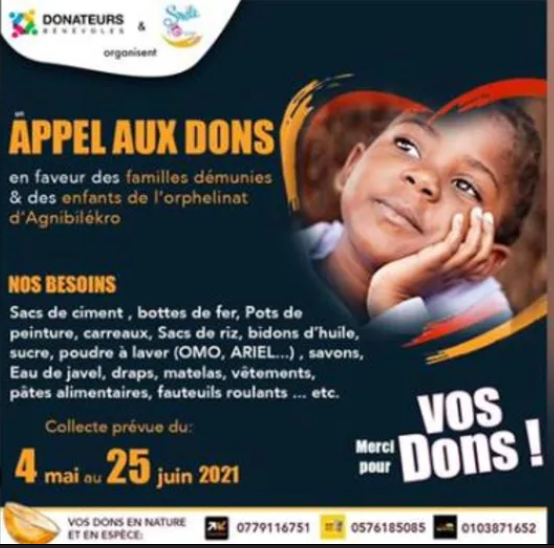 DONATEURS
BÉNÉVOLES
&
Smile
organisent
un
APPEL AUX DONS
en faveur des familles démunies
& des enfants de l'orphelinat
d'Agnibilékro
NOS BESOINS
Sacs de ciment , bottes de fer, Pots de
peinture, carreaux, Sacs de riz, bidons d'huile,
sucre, poudre à laver (OMO, ARIEL...) , savons,
Eau de javel, draps, matelas, vêtements,
pâtes alimentaires, fauteuils roulants ... etc.
Collecte prévue du:
4 mai au 25 juin 2021
Merci
pour
VOS
Dons !
VOS DONS EN NATURE
ET EN ESPÈCE:
0779116751
0576185085
0103871652